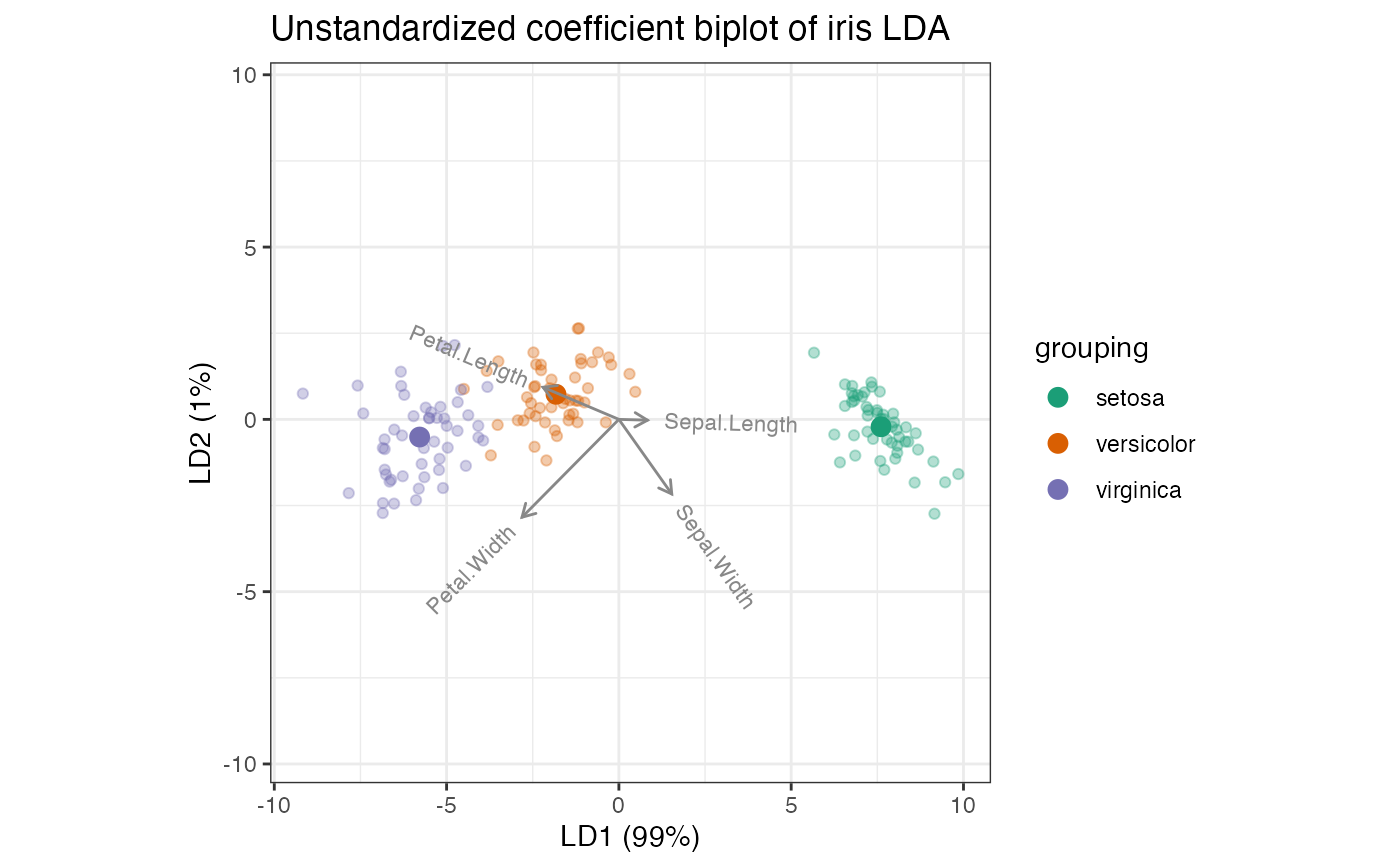 Unstandardized coefficient biplot of iris LDA
10
5
0
-5
-10
LD2 (1%)
Petal.Length
Sepal.Length
Petal.Width
Sepal.Width
-10
-5
0
5
10
LD1 (99%)
grouping
setosa
versicolor
virginica